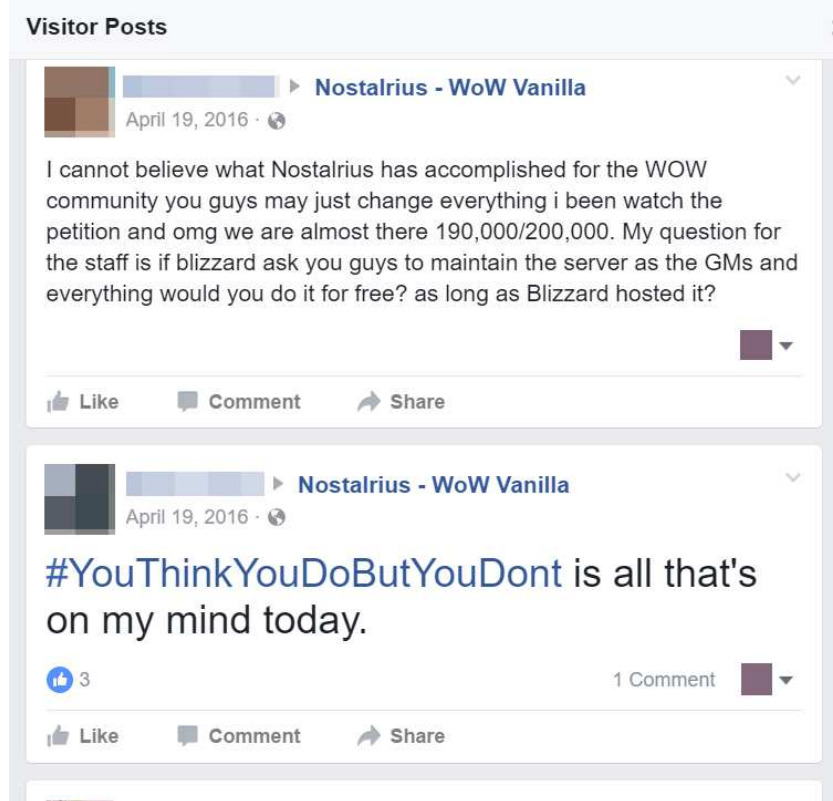 Visitor Posts
Nostalrius - WoW Vanilla
April 19, 2016 ·
I cannot believe what Nostalrius has accomplished for the WOW
community you guys may just change everything i been watch the
petition and omg we are almost there 190,000/200,000. My question for
the staff is if blizzard ask you guys to maintain the server as the GMs and
everything would you do it for free? as long as Blizzard hosted it?
Like Comment Share
Nostalrius - WoW Vanilla
April 19, 2016 ·
#YouThinkYouDoButYouDont is all that's
on my mind today.
3 1 Comment
Like Comment Share